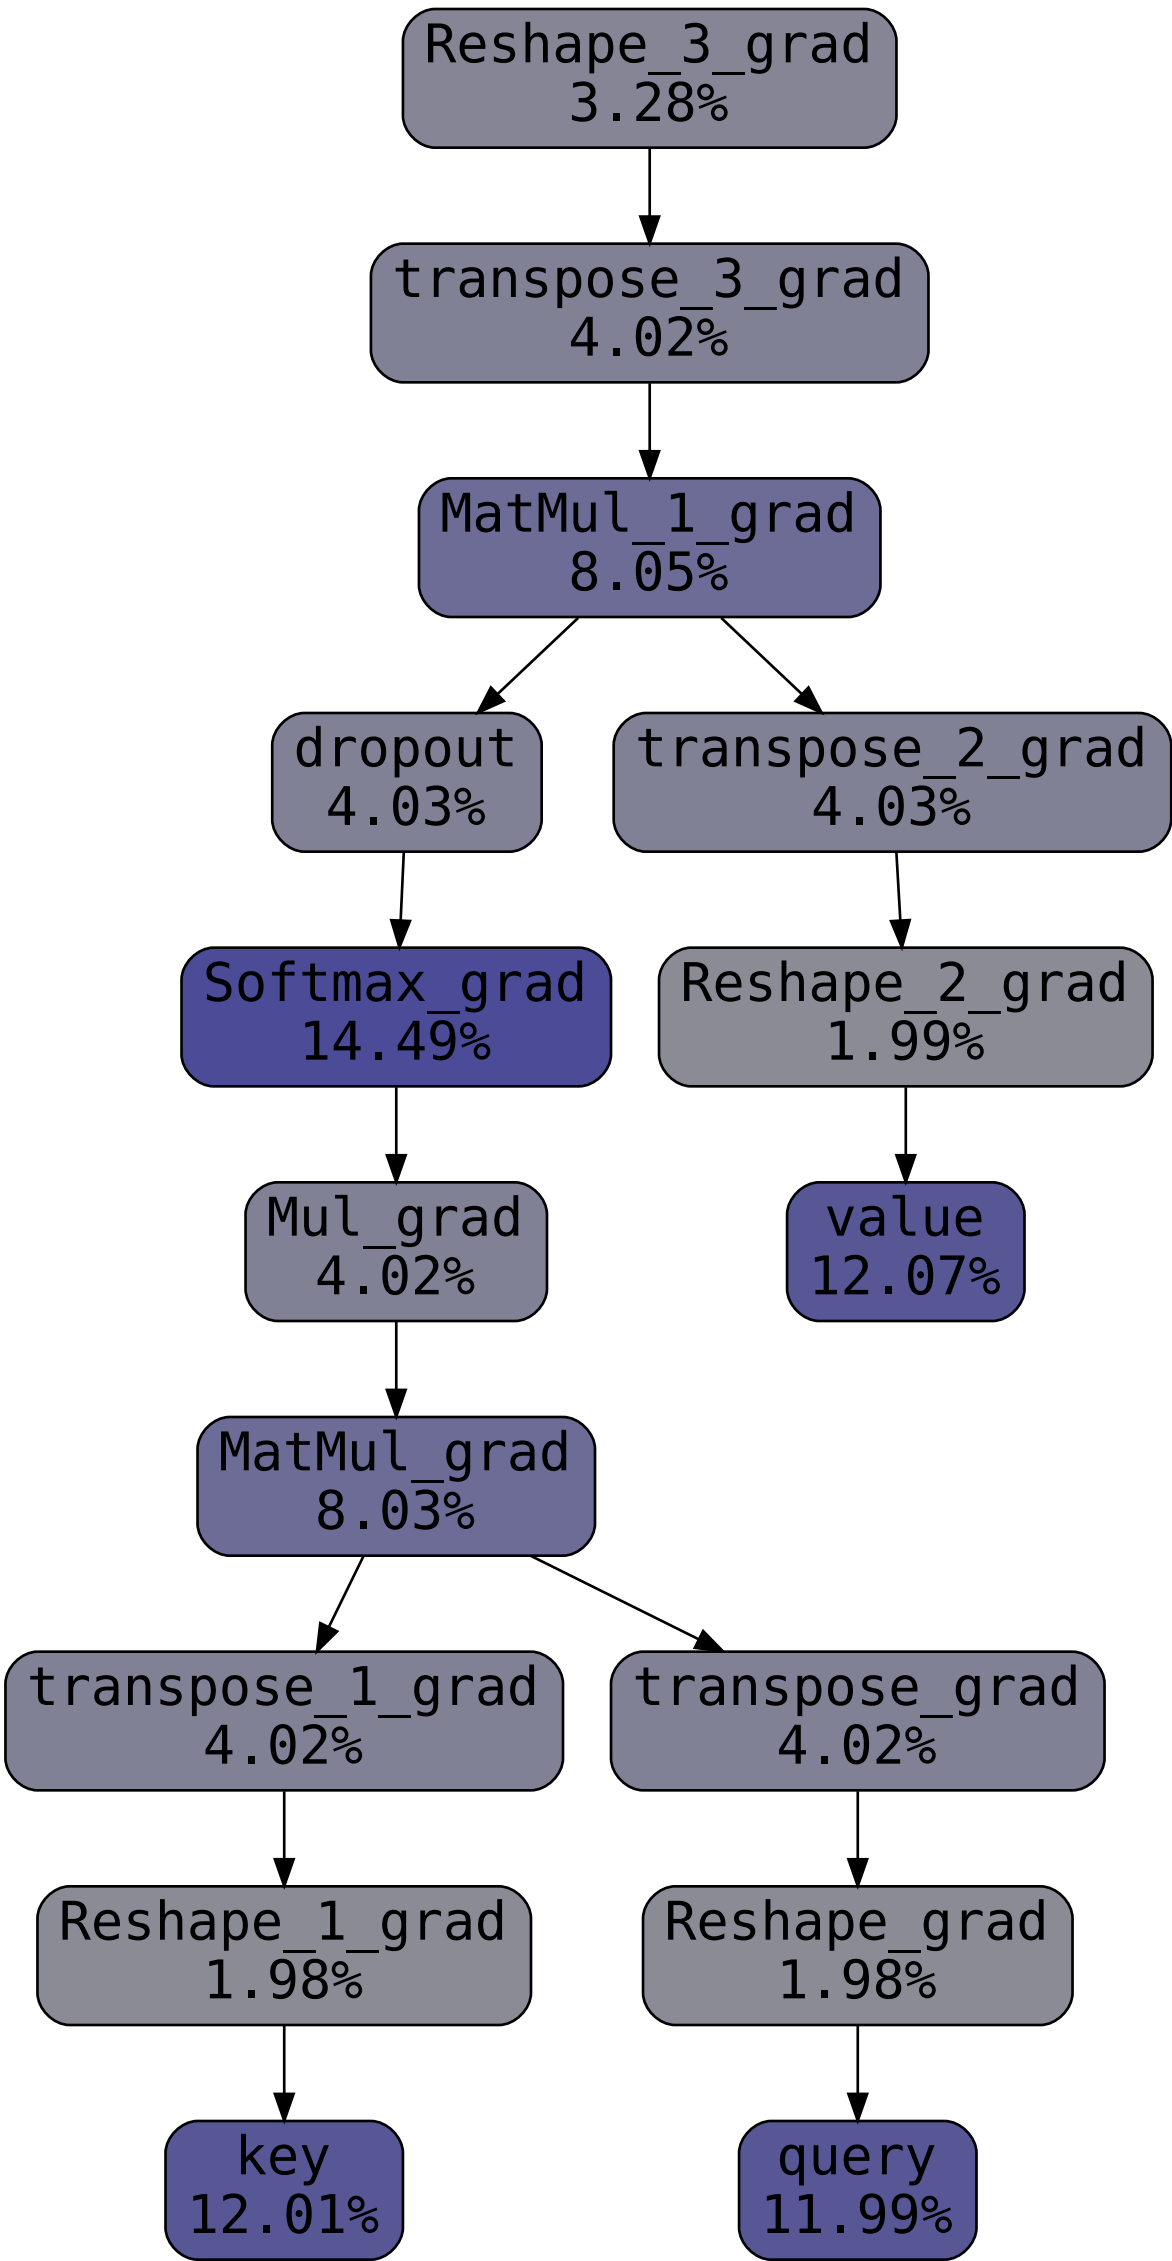 Reshape_3_grad
3.28%
transpose_3_grad
4.02%
MatMul_1_grad
8.05%
dropout
4.03%
transpose_2_grad
4.03%
Softmax_grad
14.49%
Reshape_2_grad
1.99%
Mul_grad
4.02%
value
12.07%
MatMul_grad
8.03%
transpose_1_grad
4.02%
transpose_grad
4.02%
Reshape_1_grad
1.98%
Reshape_grad
1.98%
key
12.01%
query
11.99%